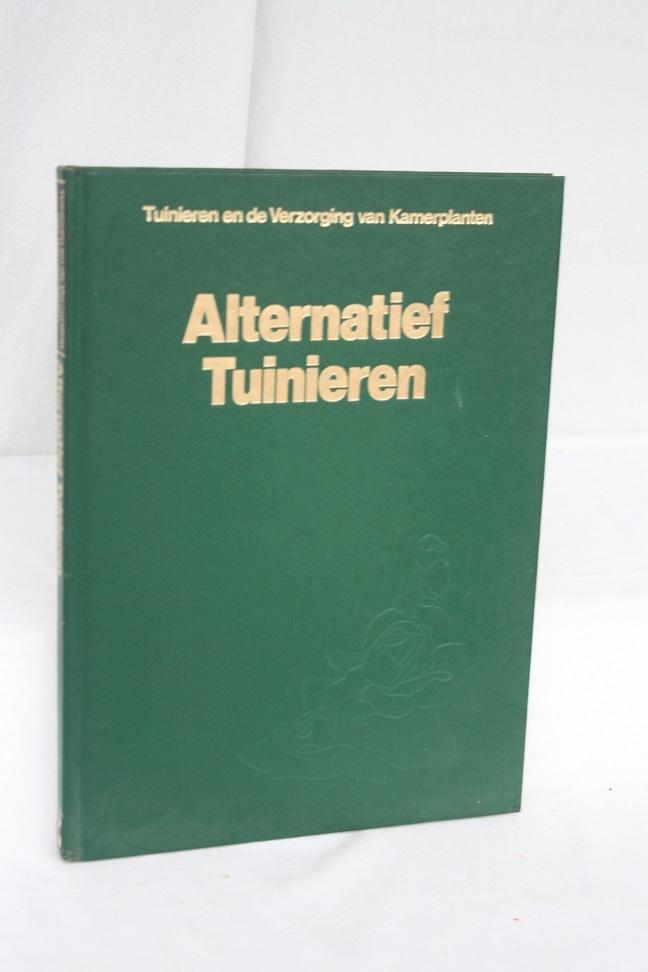 Tuinieren en de Verzorging van Kamerplanten
Alternatief
Tuinieren